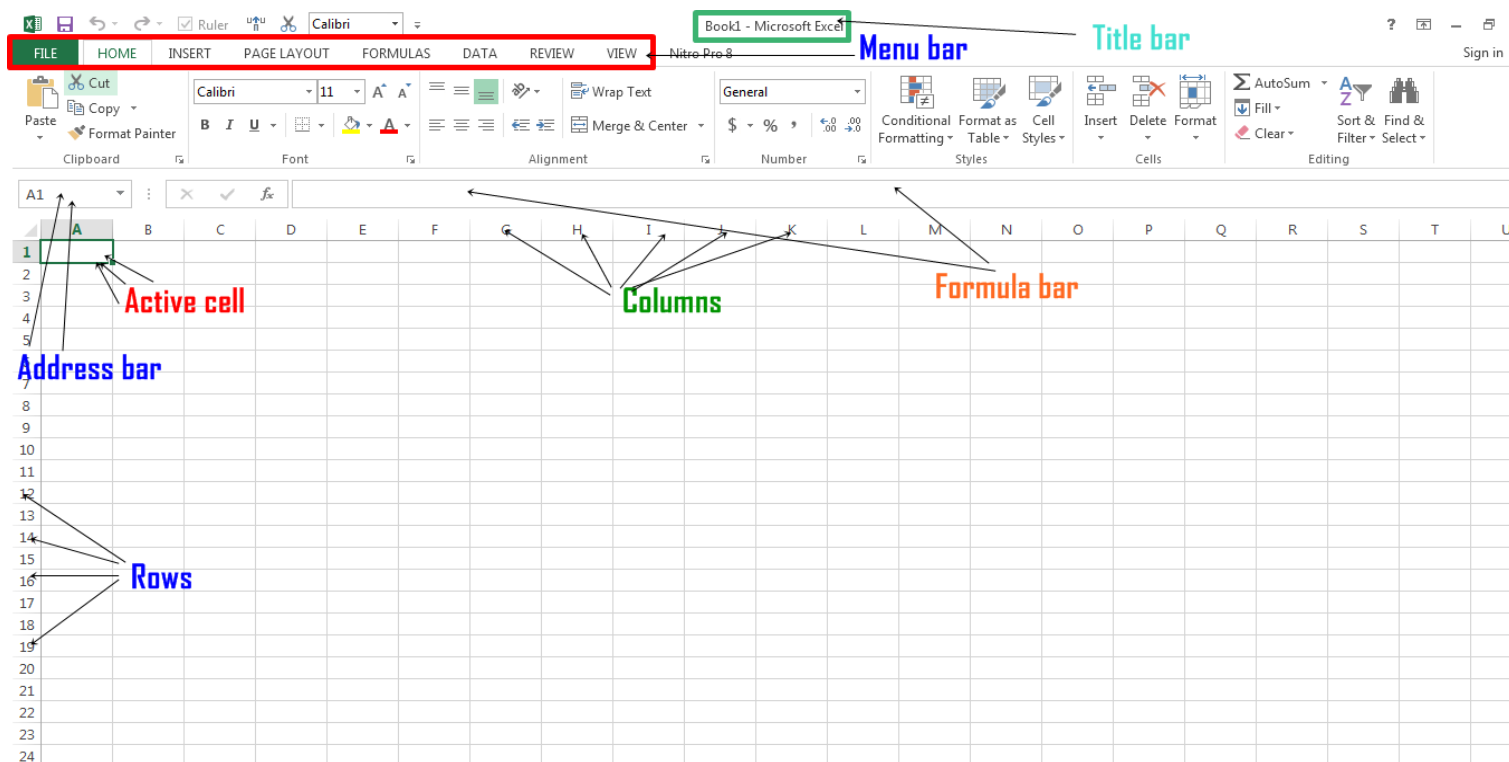 Ruler Calibri Book1 - Microsoft Excel ? Title bar
FILE HOME INSERT PAGE LAYOUT FORMULAS DATA REVIEW VIEW Nitro Pro 8 Menu bar Sign in
Paste Cut Calibri 11 A A Wrap Text General Conditional Formatting Format as Table Cell Styles Insert Delete Format Σ AutoSum Sort & Filter Find & Select
Copy Fill
Format Painter B I U A Merge & Center $ % , .0 .00 .00 .0 Clear
Clipboard Font Alignment Number Styles Cells Editing
A1 fx
A B C D E F G H I J K L M N O P Q R S T U
1
2
3 Active cell Columns Formula bar
4
5
Address bar
7
8
9
10
11
12
13
14
15
16 Rows
17
18
19
20
21
22
23
24